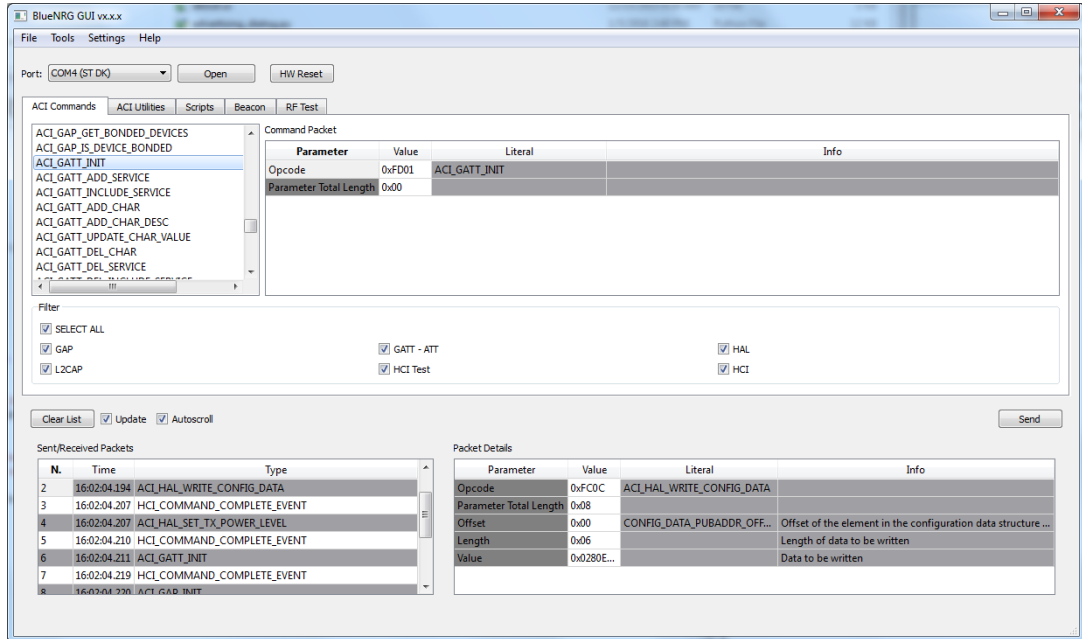 BlueNRG GUI vx.x.x
File Tools Settings Help
Port: COM4 (ST DK) Open HW Reset
ACI Commands ACI Utilities Scripts Beacon RF Test
ACI_GAP_GET_BONDED_DEVICES
ACI_GAP_IS_DEVICE_BONDED
ACI_GATT_INIT
ACI_GATT_ADD_SERVICE
ACI_GATT_INCLUDE_SERVICE
ACI_GATT_ADD_CHAR
ACI_GATT_ADD_CHAR_DESC
ACI_GATT_UPDATE_CHAR_VALUE
ACI_GATT_DEL_CHAR
ACI_GATT_DEL_SERVICE
Command Packet
Parameter Value Literal Info
Opcode 0xFD01 ACI_GATT_INIT
Parameter Total Length 0x00
Filter
SELECT ALL
GAP GATT - ATT HAL
L2CAP HCI Test HCI
Clear List Update Autoscroll Send
Sent/Received Packets
N. Time Type
2 16:02:04.194 ACI_HAL_WRITE_CONFIG_DATA
3 16:02:04.207 HCI_COMMAND_COMPLETE_EVENT
4 16:02:04.207 ACI_HAL_SET_TX_POWER_LEVEL
5 16:02:04.210 HCI_COMMAND_COMPLETE_EVENT
6 16:02:04.211 ACI_GATT_INIT
7 16:02:04.219 HCI_COMMAND_COMPLETE_EVENT
8 16:02:04.220 ACI_GAP_INIT
Packet Details
Parameter Value Literal Info
Opcode 0xFC0C ACI_HAL_WRITE_CONFIG_DATA
Parameter Total Length 0x08
Offset 0x00 CONFIG_DATA_PUBADDR_OFF... Offset of the element in the configuration data structure ...
Length 0x06 Length of data to be written
Value 0x0280E... Data to be written